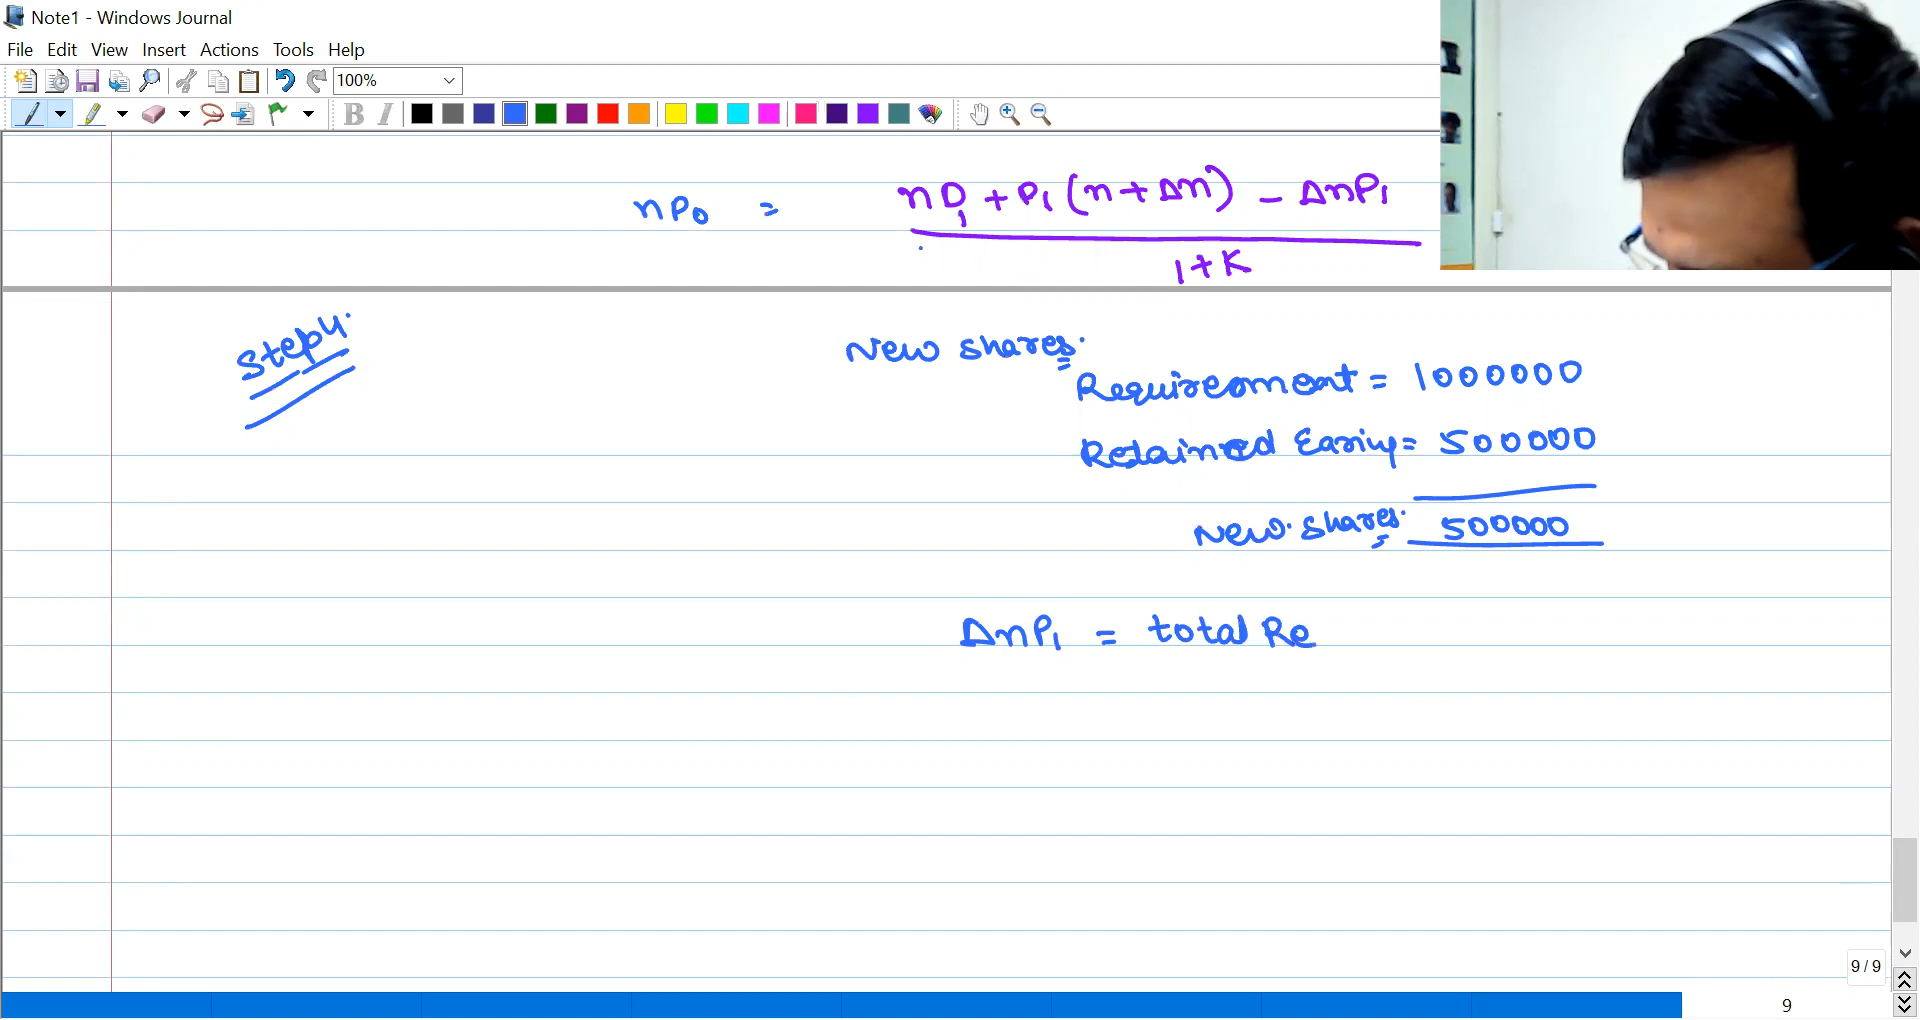 Note1 - Windows Journal
File Edit View Insert Actions Tools Help
100%
B I
nP₀ = nD₁ + P₁(n+Δn) - ΔnP₁
1+K
Step4.
New shares.
Requirement = 1000000
Retained = 500000
New shares. 500000
ΔnP₁ = total Re
9/9
9